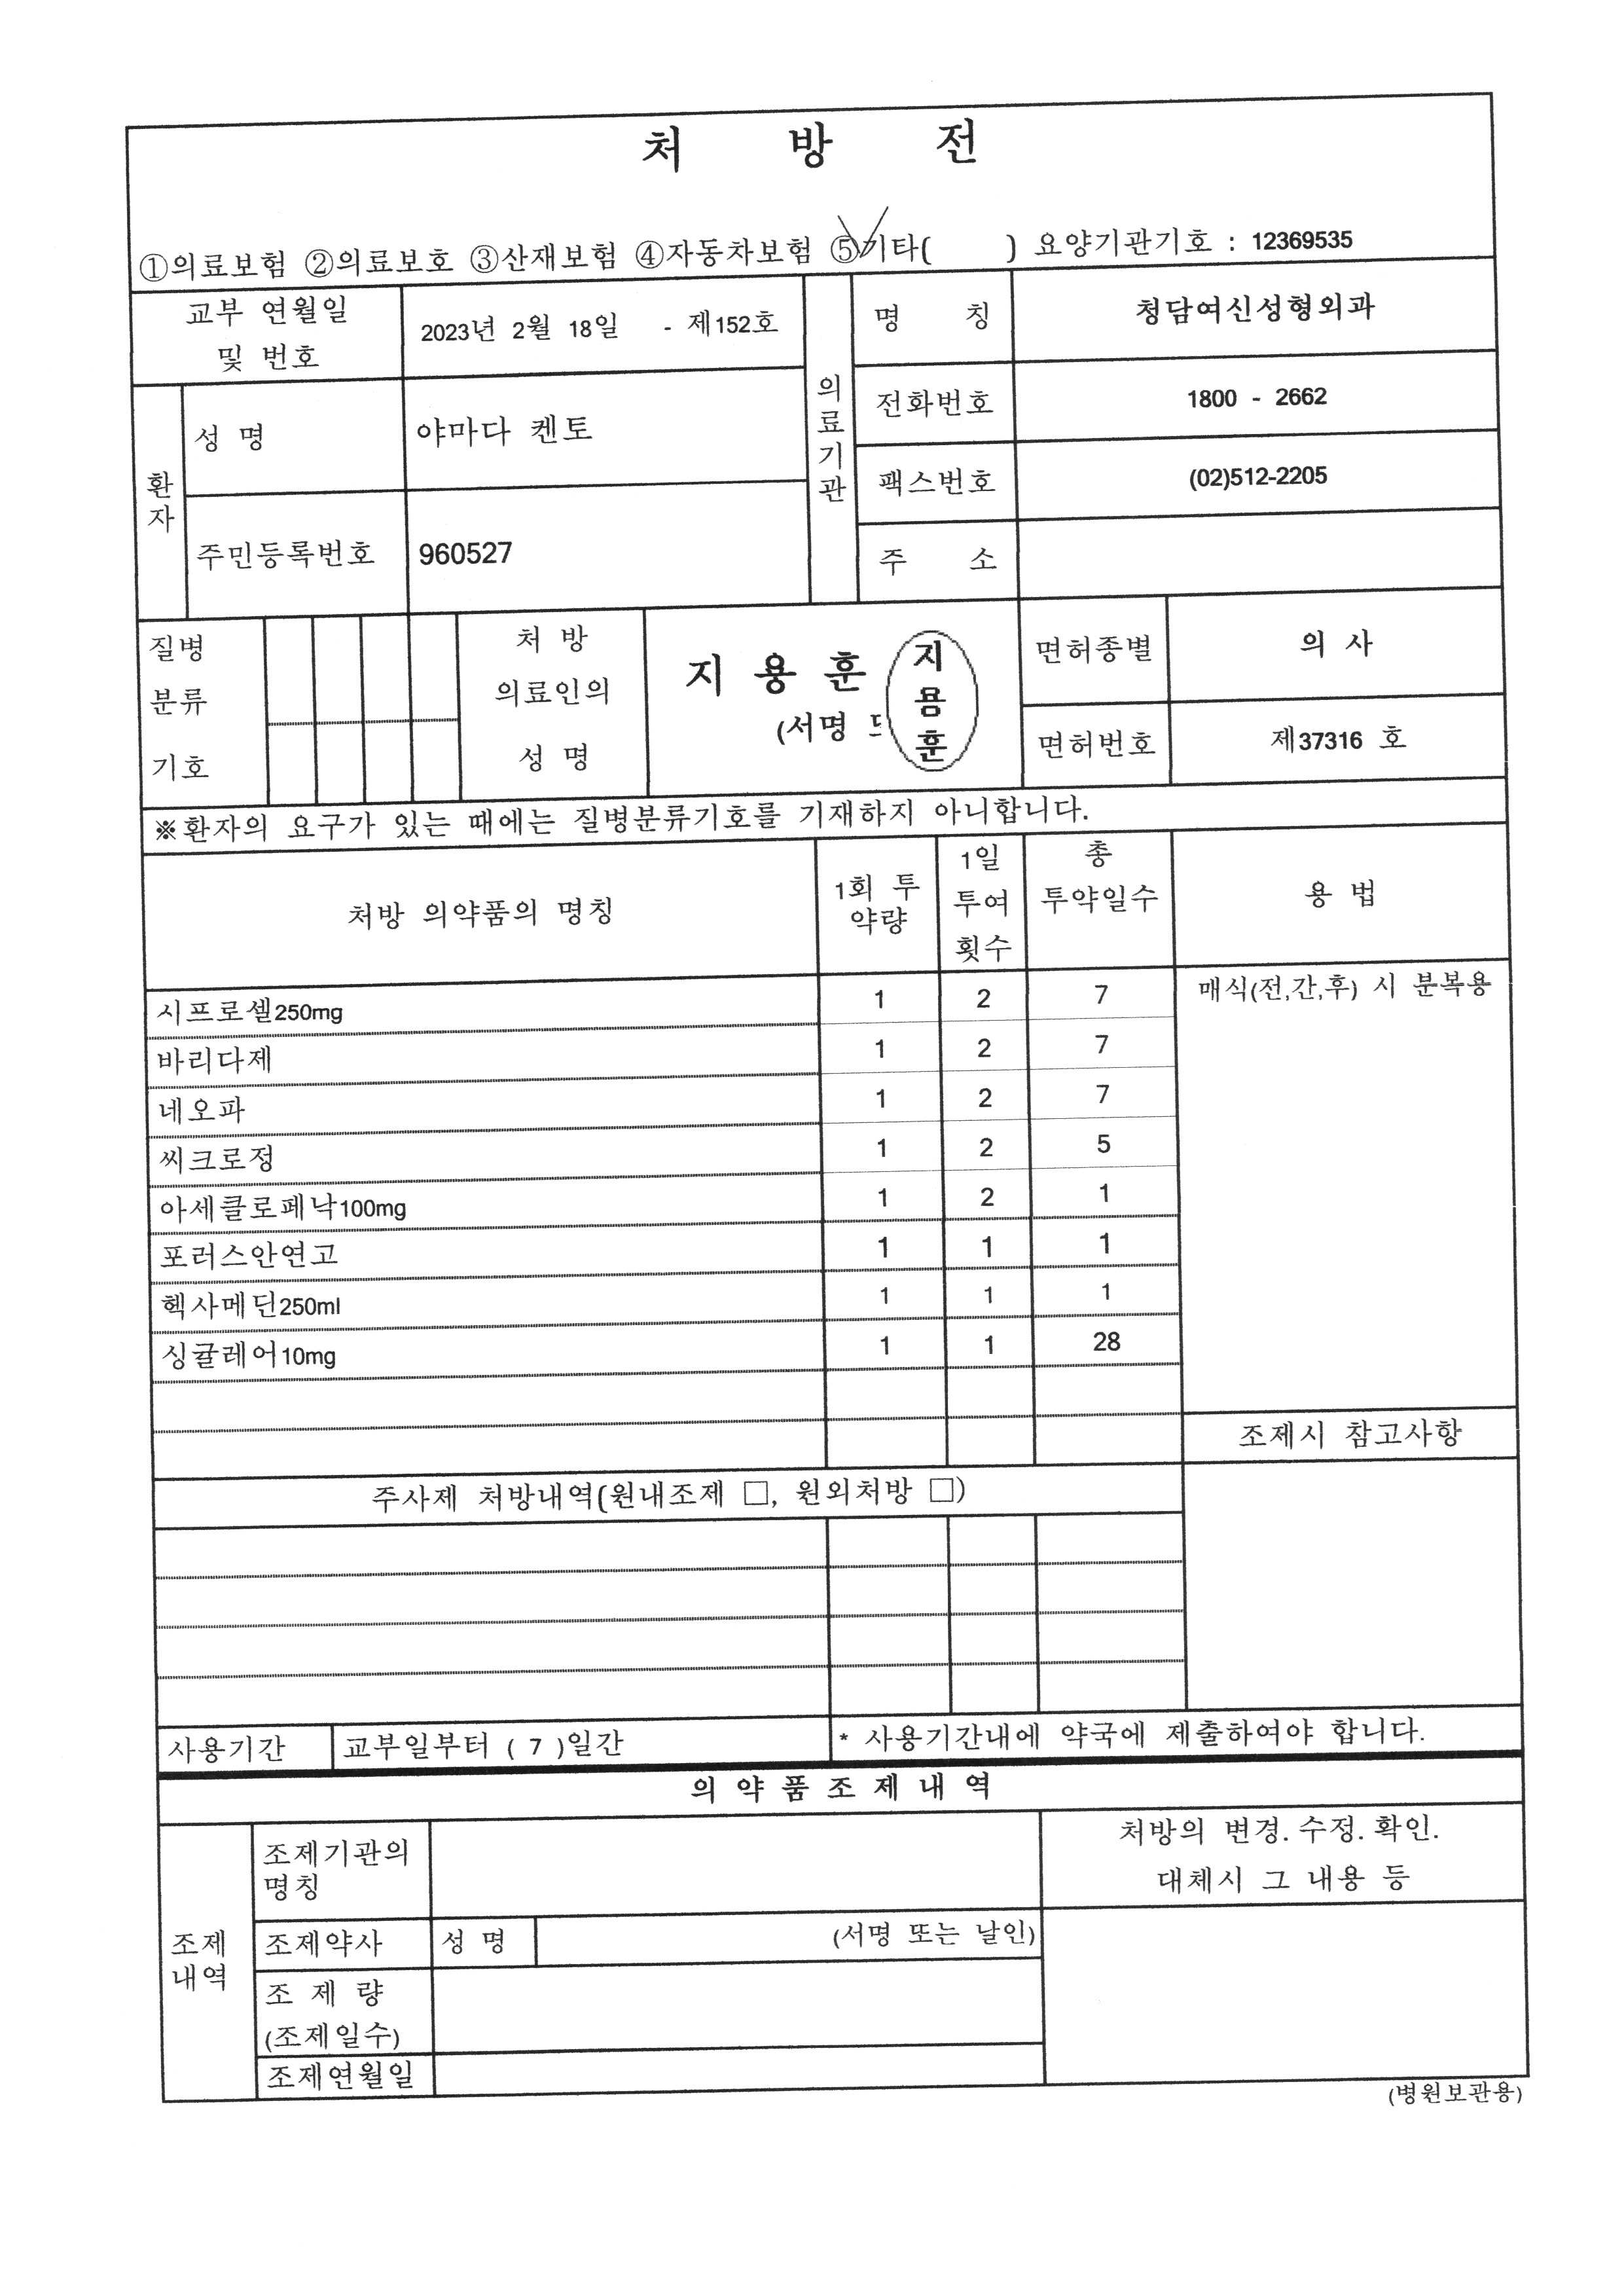 처 방 전
①의료보험 ②의료보호 ③산재보험 ④자동차보험 ⑤기타( ) 요양기관기호 : 12369535
교부 연월일
및 번호
2023년 2월 18일 - 제152호
환자
성 명
야마다 켄토
주민등록번호
960527
의료기관
명 칭
청담여신성형외과
전화번호
1800 - 2662
팩스번호
(02)512-2205
주 소
질병
분류
기호
처 방
의료인의
성 명
지 용 훈
(서명
지
용
훈
면허종별
의 사
면허번호
제37316 호
※환자의 요구가 있는 때에는 질병분류기호를 기재하지 아니합니다.
처방 의약품의 명칭
1회 투
약량
1일
투여
횟수
총
투약일수
용 법
시프로셀250mg 1 2 7 매식(전,간,후) 시 분복용
바리다제 1 2 7
네오파 1 2 7
씨크로정 1 2 5
아세클로페낙100mg 1 2 1
포러스안연고 1 1 1
헥사메딘250ml 1 1 1
싱귤레어10mg 1 1 28
조제시 참고사항
주사제 처방내역(원내조제 □, 원외처방 □)
사용기간 교부일부터 ( 7 )일간 * 사용기간내에 약국에 제출하여야 합니다.
의 약 품 조 제 내 역
조제
내역
조제기관의
명칭
처방의 변경. 수정. 확인.
대체시 그 내용 등
조제약사 성 명 (서명 또는 날인)
조 제 량
(조제일수)
조제연월일
(병원보관용)